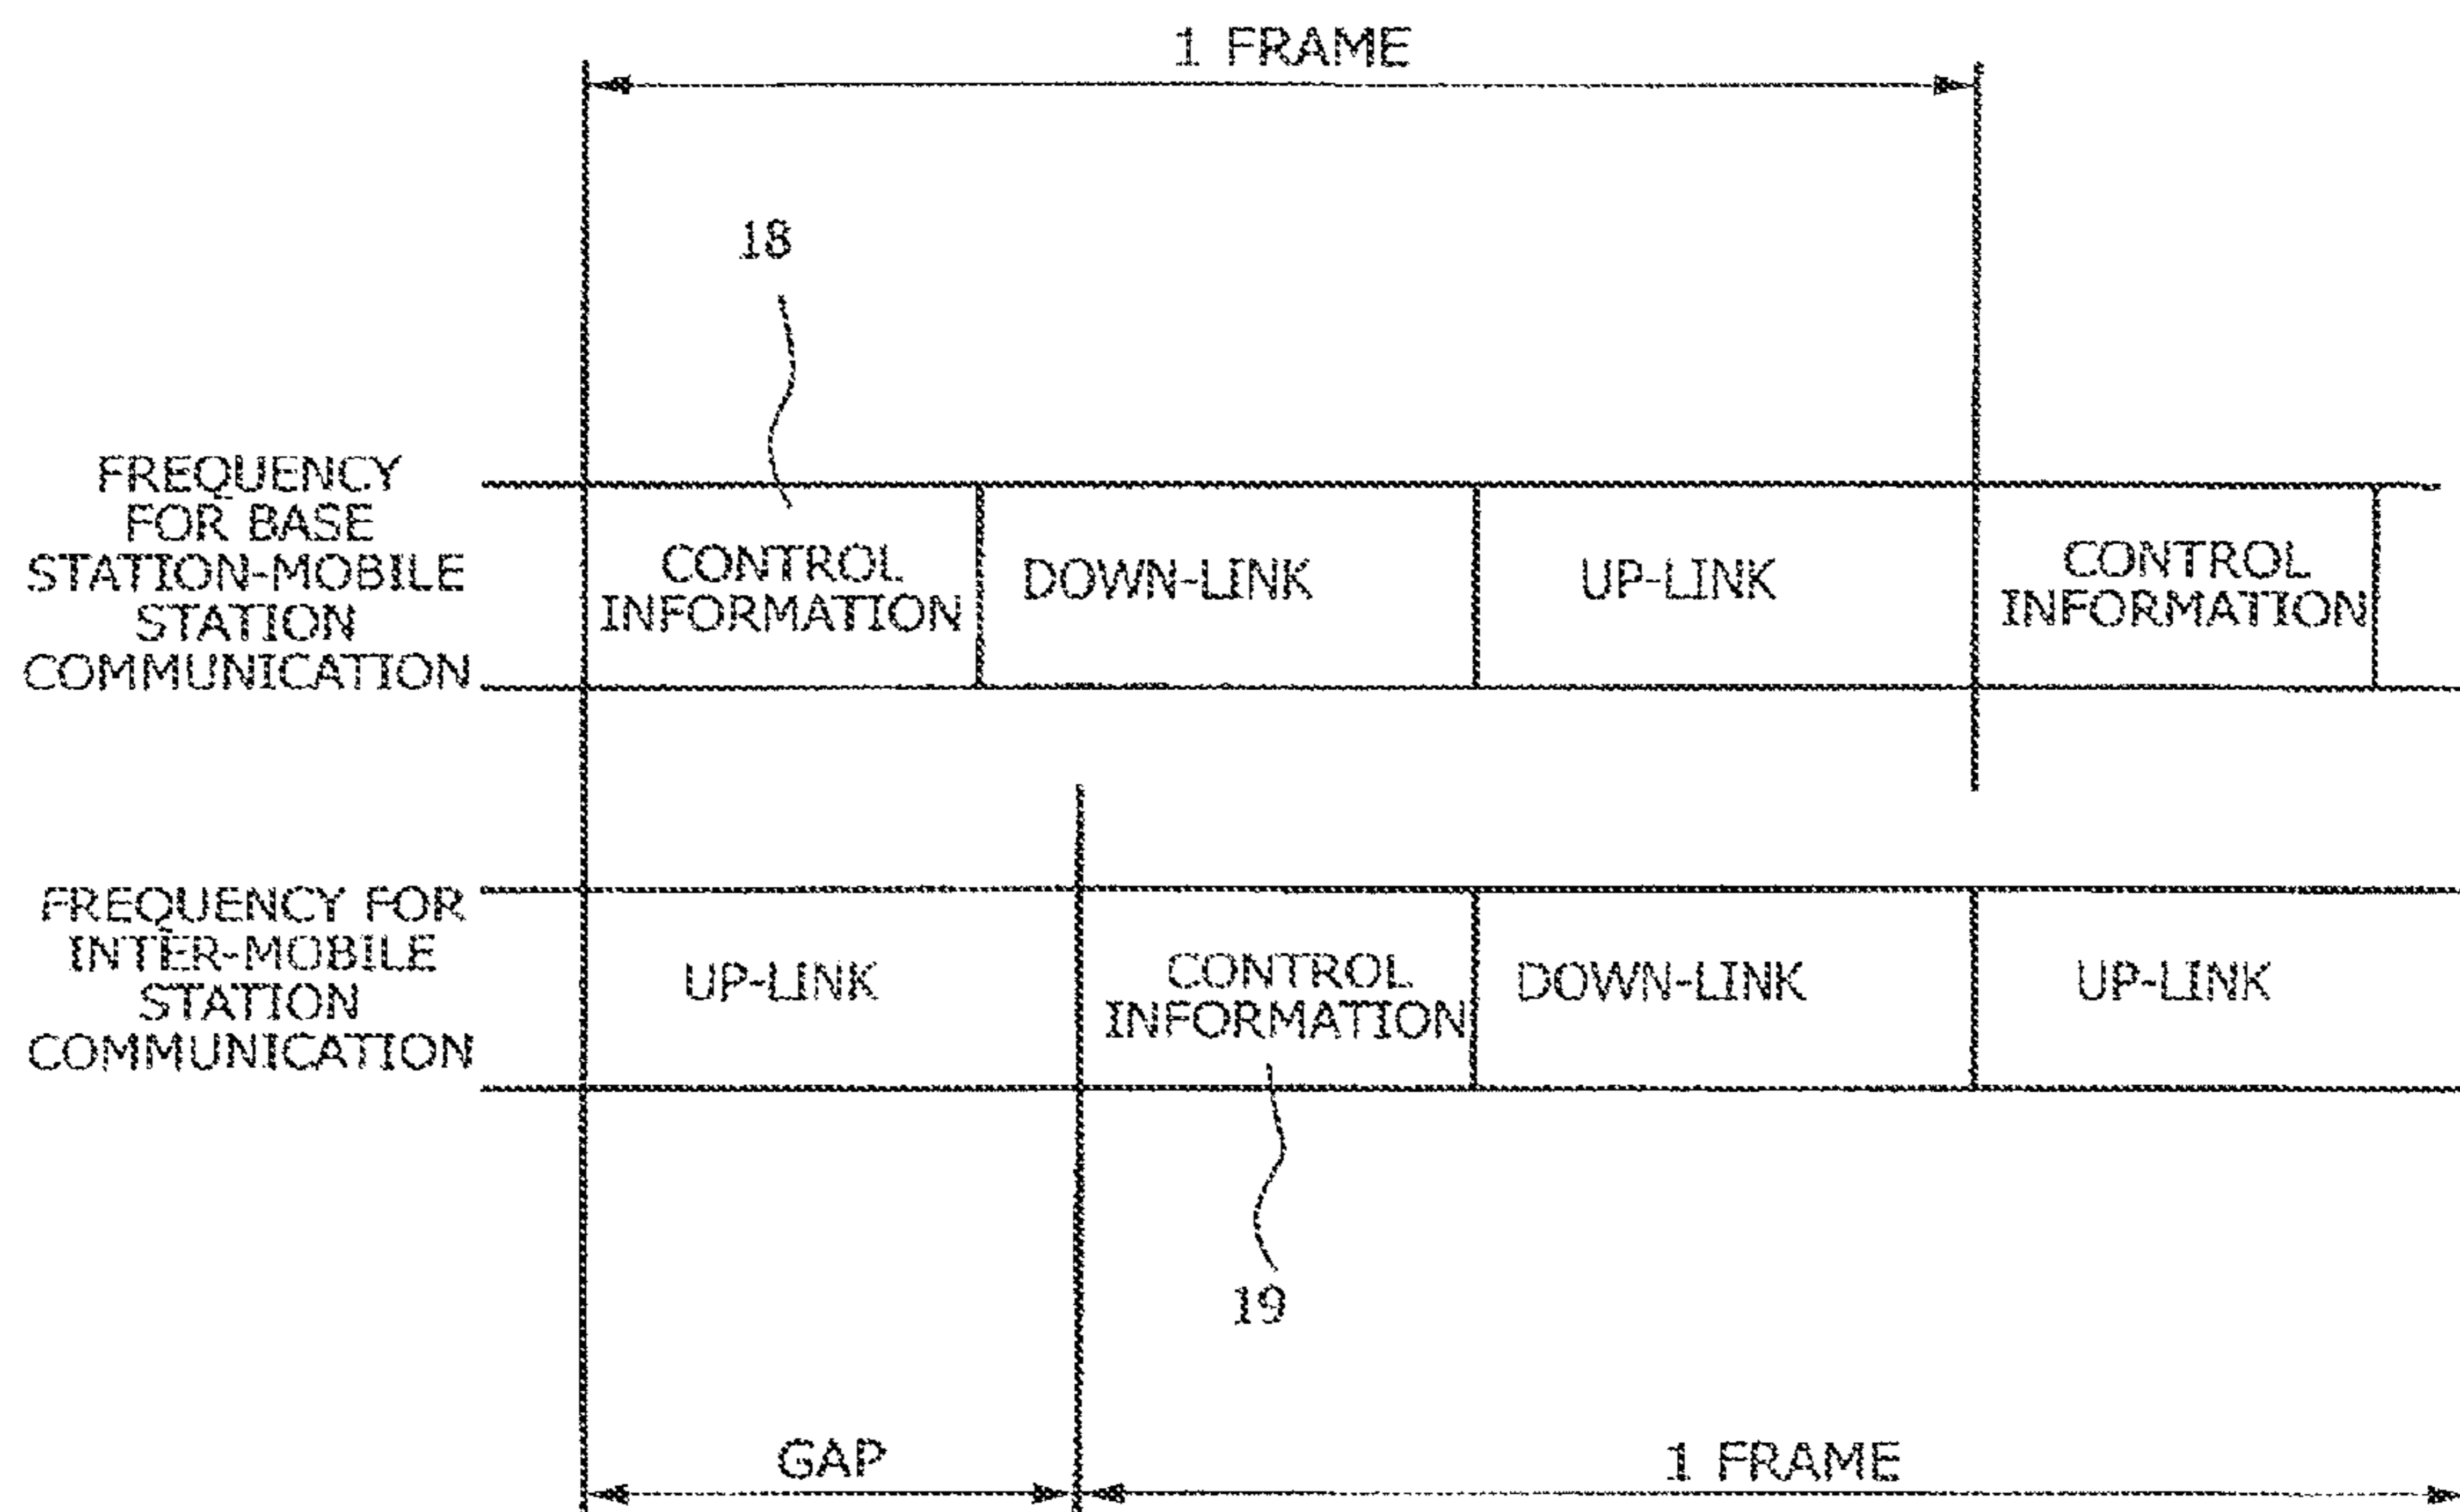 1 FRAME
18
FREQUENCY
FOR BASE
STATION-MOBILE
STATION
COMMUNICATION
CONTROL
INFORMATION
DOWN-LINK
UP-LINK
CONTROL
INFORMATION
FREQUENCY FOR
INTER-MOBILE
STATION
COMMUNICATION
UP-LINK
CONTROL
INFORMATION
DOWN-LINK
UP-LINK
19
GAP
1 FRAME